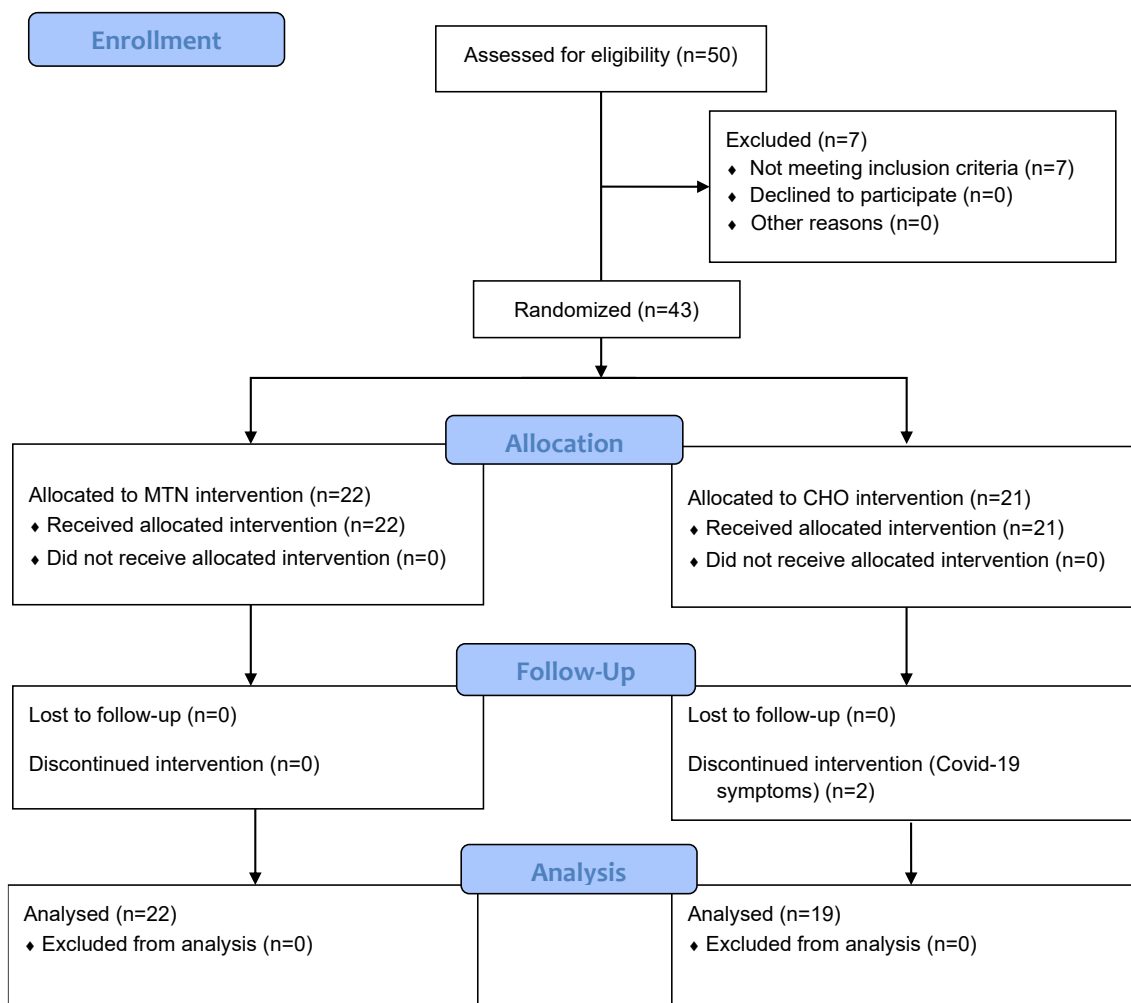 Enrollment
Assessed for eligibility (n=50)
Excluded (n=7)
♦ Not meeting inclusion criteria (n=7)
♦ Declined to participate (n=0)
♦ Other reasons (n=0)
Randomized (n=43)
Allocation
Allocated to MTN intervention (n=22)
♦ Received allocated intervention (n=22)
♦ Did not receive allocated intervention (n=0)
Allocated to CHO intervention (n=21)
♦ Received allocated intervention (n=21)
♦ Did not receive allocated intervention (n=0)
Follow-Up
Lost to follow-up (n=0)
Discontinued intervention (n=0)
Lost to follow-up (n=0)
Discontinued intervention (Covid-19
symptoms) (n=2)
Analysis
Analysed (n=22)
♦ Excluded from analysis (n=0)
Analysed (n=19)
♦ Excluded from analysis (n=0)